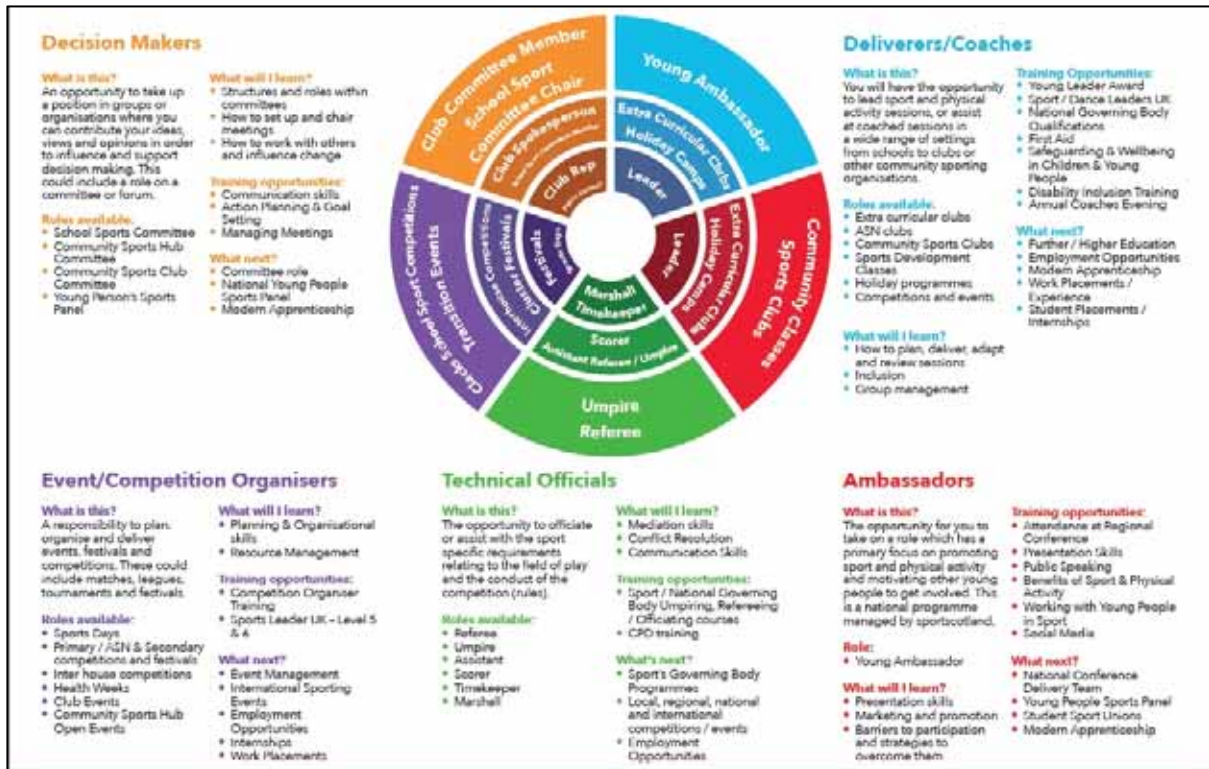 Decision Makers
What is this?
An opportunity to take up
a position in groups or
organisations where you
can contribute your ideas,
views and opinions in order
to influence and support
decision making. This
could include a role on a
committee or forum.
Roles available.
• School Sports Committee
• Community Sports Hub
Committee
• Community Sports Club
Committee
• Young Person's Sports
Panel
What will I learn?
• Structures and roles within
committees
• How to set up and chair
meetings
• How to work with others
and influence change
Training opportunities:
• Communication skills
• Action Planning & Goal
Setting
• Managing Meetings
What next?
• Committee role
• National Young People
Sports Panel
• Modern Apprenticeship
Club Committee Member
School Sport
Committee Chair
Club Spokesperson
Club Rep
Young Ambassador
Extra Curricular Clubs
Holiday Camps
Leader
Community Classes
Sports Clubs
Extra Curricular Clubs
Holiday Camps
Leader
Umpire
Referee
Scorer
Assistant Referee / Umpire
Marshall
Timekeeper
Clacks School Sport Competitions
Transition Events
Interhouse Competitions
Cluster Festivals
Festivals
Deliverers/Coaches
What is this?
You will have the opportunity
to lead sport and physical
activity sessions, or assist
at coached sessions in
a wide range of settings
from schools to clubs or
other community sporting
organisations.
Roles available.
• Extra curricular clubs
• ASN clubs
• Community Sports Clubs
• Sports Development
Classes
• Holiday programmes
• Competitions and events
What will I learn?
• How to plan, deliver, adapt
and review sessions
• Inclusion
• Group management
Training Opportunities:
• Young Leader Award
• Sport / Dance Leaders UK
• National Governing Body
Qualifications
• First Aid
• Safeguarding & Wellbeing
in Children & Young
People
• Disability Inclusion Training
• Annual Coaches Evening
What next?
• Further / Higher Education
• Employment Opportunities
• Modern Apprenticeship
• Work Placements /
Experience
• Student Placements /
Internships
Event/Competition Organisers
What is this?
A responsibility to plan,
organise and deliver
events, festivals and
competitions. These could
include matches, leagues,
tournaments and festivals.
Roles available:
• Sports Days
• Primary / ASN & Secondary
competitions and festivals
• Inter house competitions
• Health Weeks
• Club Events
• Community Sports Hub
Open Events
What will I learn?
• Planning & Organisational
skills
• Resource Management
Training opportunities:
• Competition Organiser
Training
• Sports Leader UK – Level 5
& 6
What next?
• Event Management
• International Sporting
Events
• Employment
Opportunities
• Internships
• Work Placements
Technical Officials
What is this?
The opportunity to officiate
or assist with the sport
specific requirements
relating to the field of play
and the conduct of the
competition (rules).
Roles available:
• Referee
• Umpire
• Assistant
• Scorer
• Timekeeper
• Marshall
What will I learn?
• Mediation skills
• Conflict Resolution
• Communication Skills
Training opportunities:
• Sport / National Governing
Body Umpiring, Refereeing
/ Officiating courses
• CPD training
What's next?
• Sport's Governing Body
Programmes
• Local, regional, national
and international
competitions / events
• Employment
Opportunities
Ambassadors
What is this?
The opportunity for you to
take on a role which has a
primary focus on promoting
sport and physical activity
and motivating other young
people to get involved. This
is a national programme
managed by sportscotland.
Role:
• Young Ambassador
What will I learn?
• Presentation skills
• Marketing and promotion
• Barriers to participation
and strategies to
overcome them
Training opportunities:
• Attendance at Regional
Conference
• Presentation Skills
• Public Speaking
• Benefits of Sport & Physical
Activity
• Working with Young People
in Sport
• Social Media
What next?
• National Conference
Delivery Team
• Young People Sports Panel
• Student Sport Unions
• Modern Apprenticeship